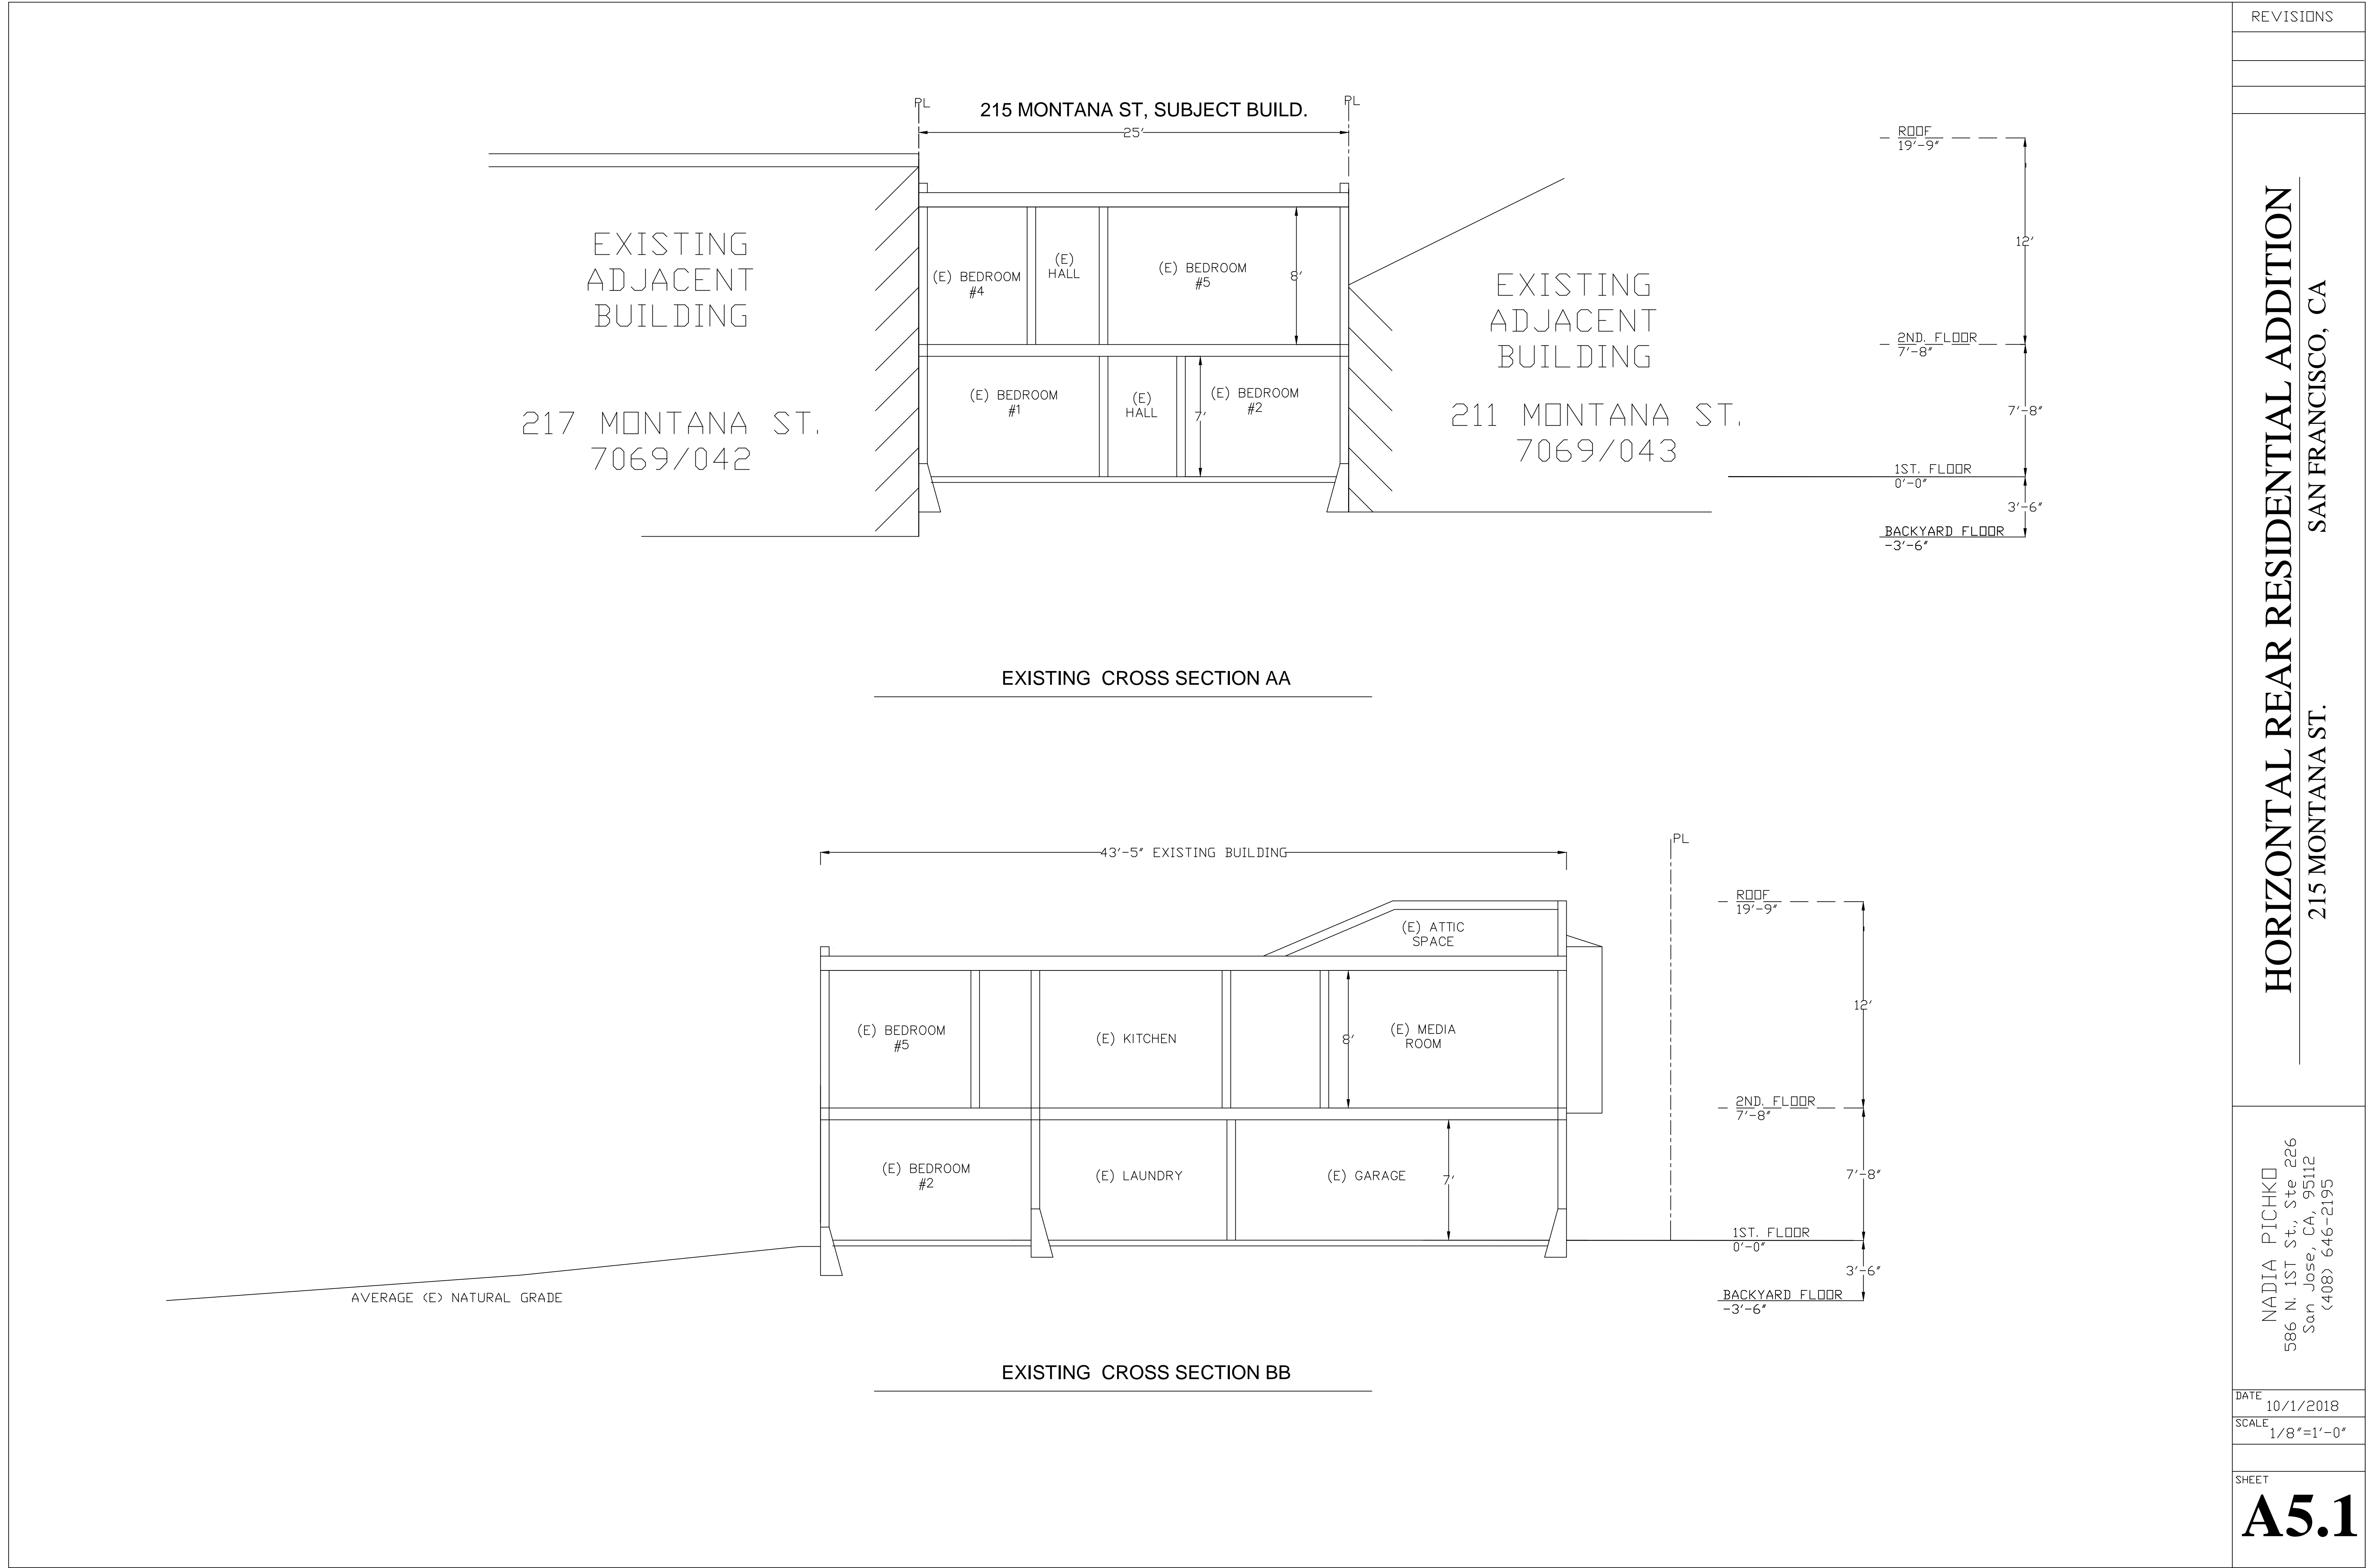 PL
215 MONTANA ST, SUBJECT BUILD.
PL
25'
EXISTING
ADJACENT
BUILDING
217 MONTANA ST.
7069/042
(E) BEDROOM
#4
(E)
HALL
(E) BEDROOM
#5
8'
(E) BEDROOM
#1
(E)
HALL
7'
(E) BEDROOM
#2
EXISTING
ADJACENT
BUILDING
211 MONTANA ST.
7069/043
ROOF
19'-9"
12'
2ND. FLOOR
7'-8"
7'-8"
1ST. FLOOR
0'-0"
3'-6"
BACKYARD FLOOR
-3'-6"
EXISTING CROSS SECTION AA
43'-5" EXISTING BUILDING
PL
(E) ATTIC
SPACE
(E) BEDROOM
#5
(E) KITCHEN
8'
(E) MEDIA
ROOM
(E) BEDROOM
#2
(E) LAUNDRY
(E) GARAGE
7'
AVERAGE (E) NATURAL GRADE
ROOF
19'-9"
12'
2ND. FLOOR
7'-8"
7'-8"
1ST. FLOOR
0'-0"
3'-6"
BACKYARD FLOOR
-3'-6"
EXISTING CROSS SECTION BB
REVISIONS
HORIZONTAL REAR RESIDENTIAL ADDITION
215 MONTANA ST. SAN FRANCISCO, CA
NADIA PICHKO
586 N. 1ST St., Ste 226
San Jose, CA, 95112
(408) 646-2195
DATE
10/1/2018
SCALE
1/8"=1'-0"
SHEET
A5.1